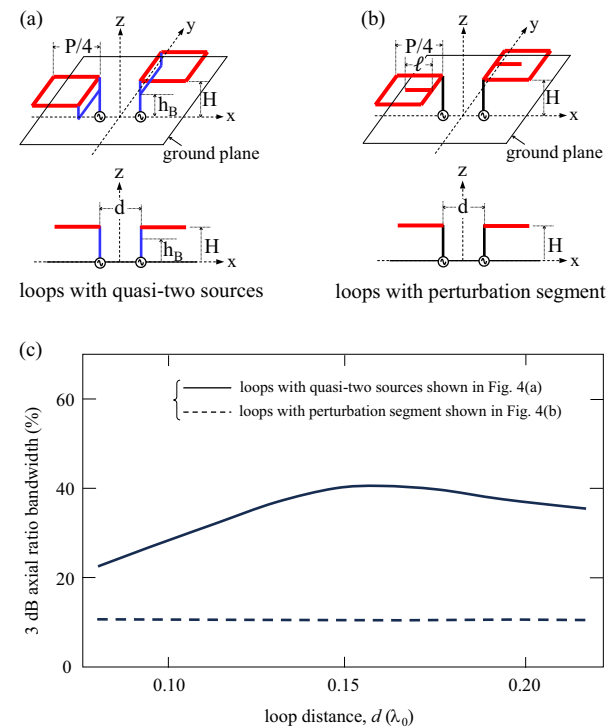 (a)
z
y
P/4
H
h_B
x
ground plane
z
d
H
h_B
x
loops with quasi-two sources
(b)
z
y
P/4
ℓ
H
x
ground plane
z
d
H
x
loops with perturbation segment
(c)
loops with quasi-two sources shown in Fig. 4(a)
loops with perturbation segment shown in Fig. 4(b)
3 dB axial ratio bandwidth (%)
60
40
20
0
0.10
0.15
0.20
loop distance, d (λ₀)